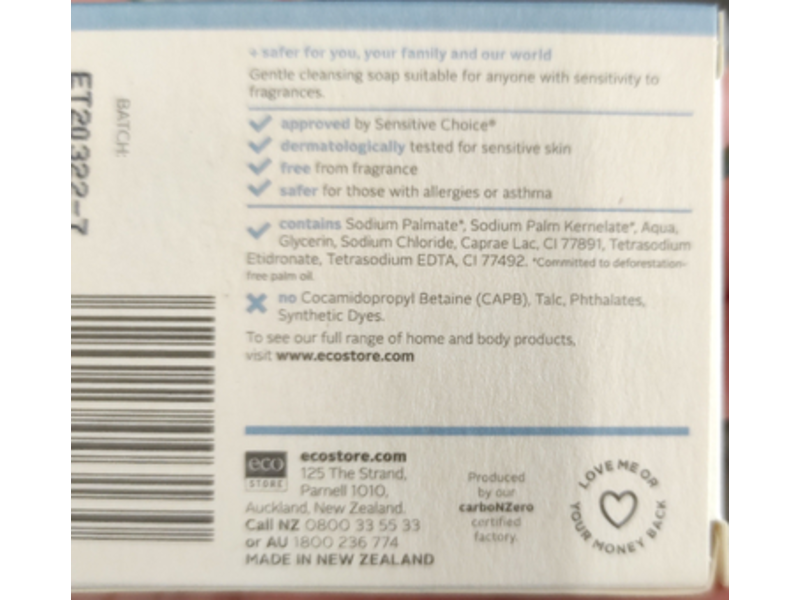 + safer for you, your family and our world
Gentle cleansing soap suitable for anyone with sensitivity to
fragrances.
approved by Sensitive Choice®
dermatologically tested for sensitive skin
free from fragrance
safer for those with allergies or asthma
contains Sodium Palmate*, Sodium Palm Kernelate*, Aqua,
Glycerin, Sodium Chloride, Caprae Lac, CI 77891, Tetrasodium
Etidronate, Tetrasodium EDTA, CI 77492. *Committed to deforestation-
free palm oil.
no Cocamidopropyl Betaine (CAPB), Talc, Phthalates,
Synthetic Dyes.
To see our full range of home and body products,
visit www.ecostore.com
BATCH:
ET20322-7
eco
STORE
ecostore.com
125 The Strand,
Parnell 1010,
Auckland, New Zealand.
Call NZ 0800 33 55 33
or AU 1800 236 774
MADE IN NEW ZEALAND
Produced
by our
carboNZero
certified
factory.
LOVE ME OR
YOUR MONEY BACK